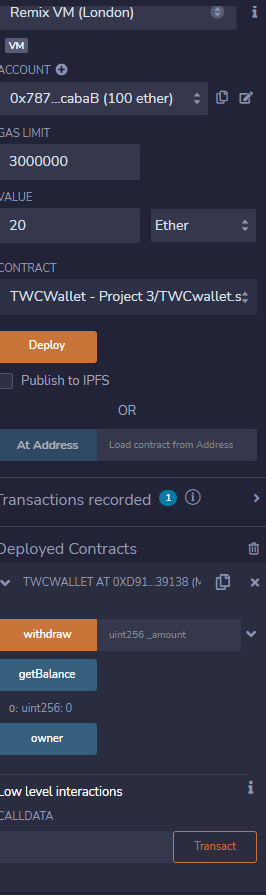 Remix VM (London)
VM
ACCOUNT
0x787...cabaB (100 ether)
GAS LIMIT
3000000
VALUE
20
Ether
CONTRACT
TWCWallet - Project 3/TWCwallet.s
Deploy
Publish to IPFS
OR
At Address
Load contract from Address
Transactions recorded 1
Deployed Contracts
TWCWALLET AT 0XD91...39138 (M
withdraw
uint256 _amount
getBalance
0: uint256: 0
owner
Low level interactions
CALLDATA
Transact